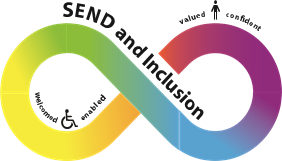 SEND and Inclusion
valued confident
welcomed enabled